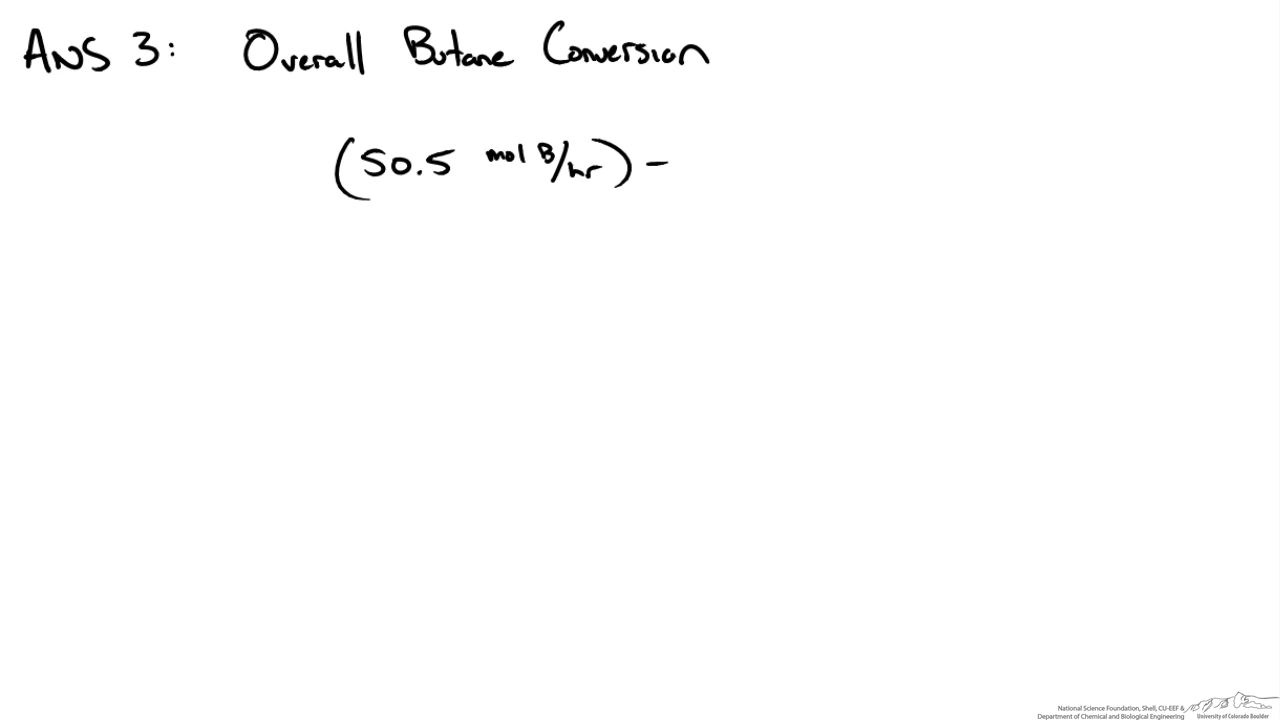 ANS 3: Overall Butane Conversion
(50.5 mol B/hr) -
National Science Foundation, Shell, CU-EEF &
Department of Chemical and Biological Engineering
University of Colorado Boulder